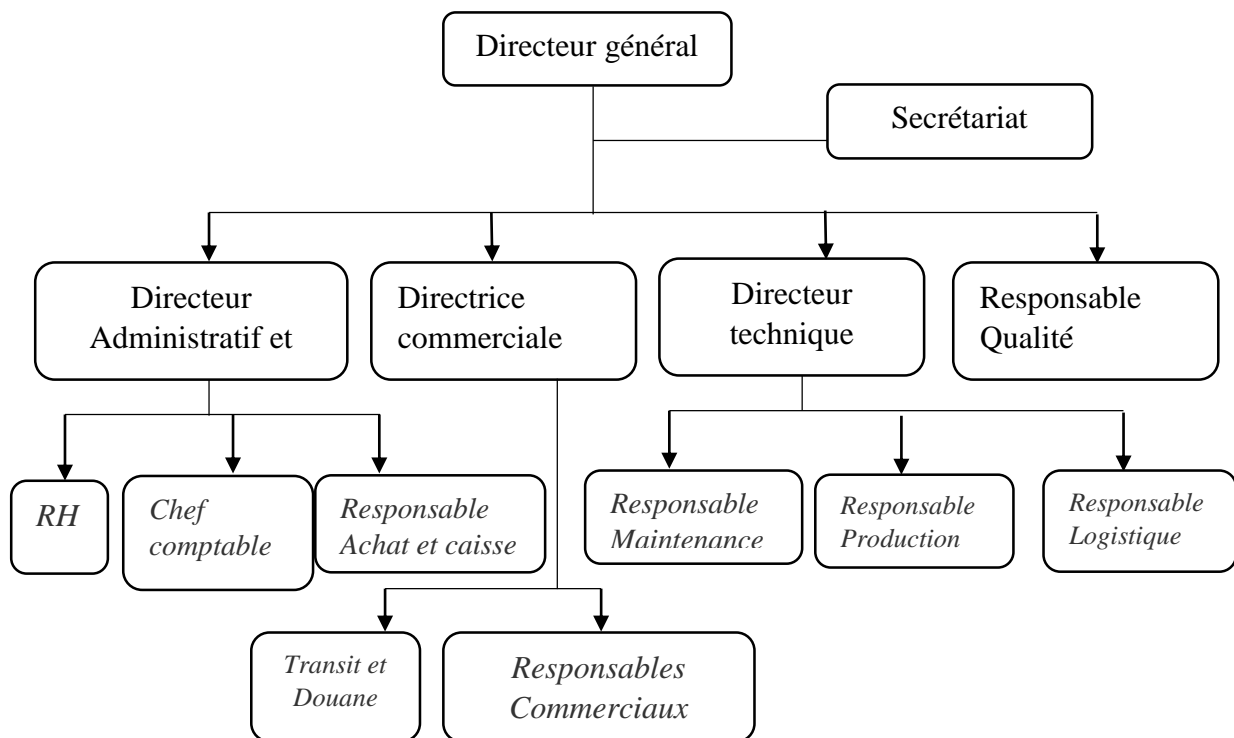 Directeur général
Secrétariat
Directeur
Administratif et
Directrice
commerciale
Directeur
technique
Responsable
Qualité
RH
Chef
comptable
Responsable
Achat et caisse
Responsable
Maintenance
Responsable
Production
Responsable
Logistique
Transit et
Douane
Responsables
Commerciaux